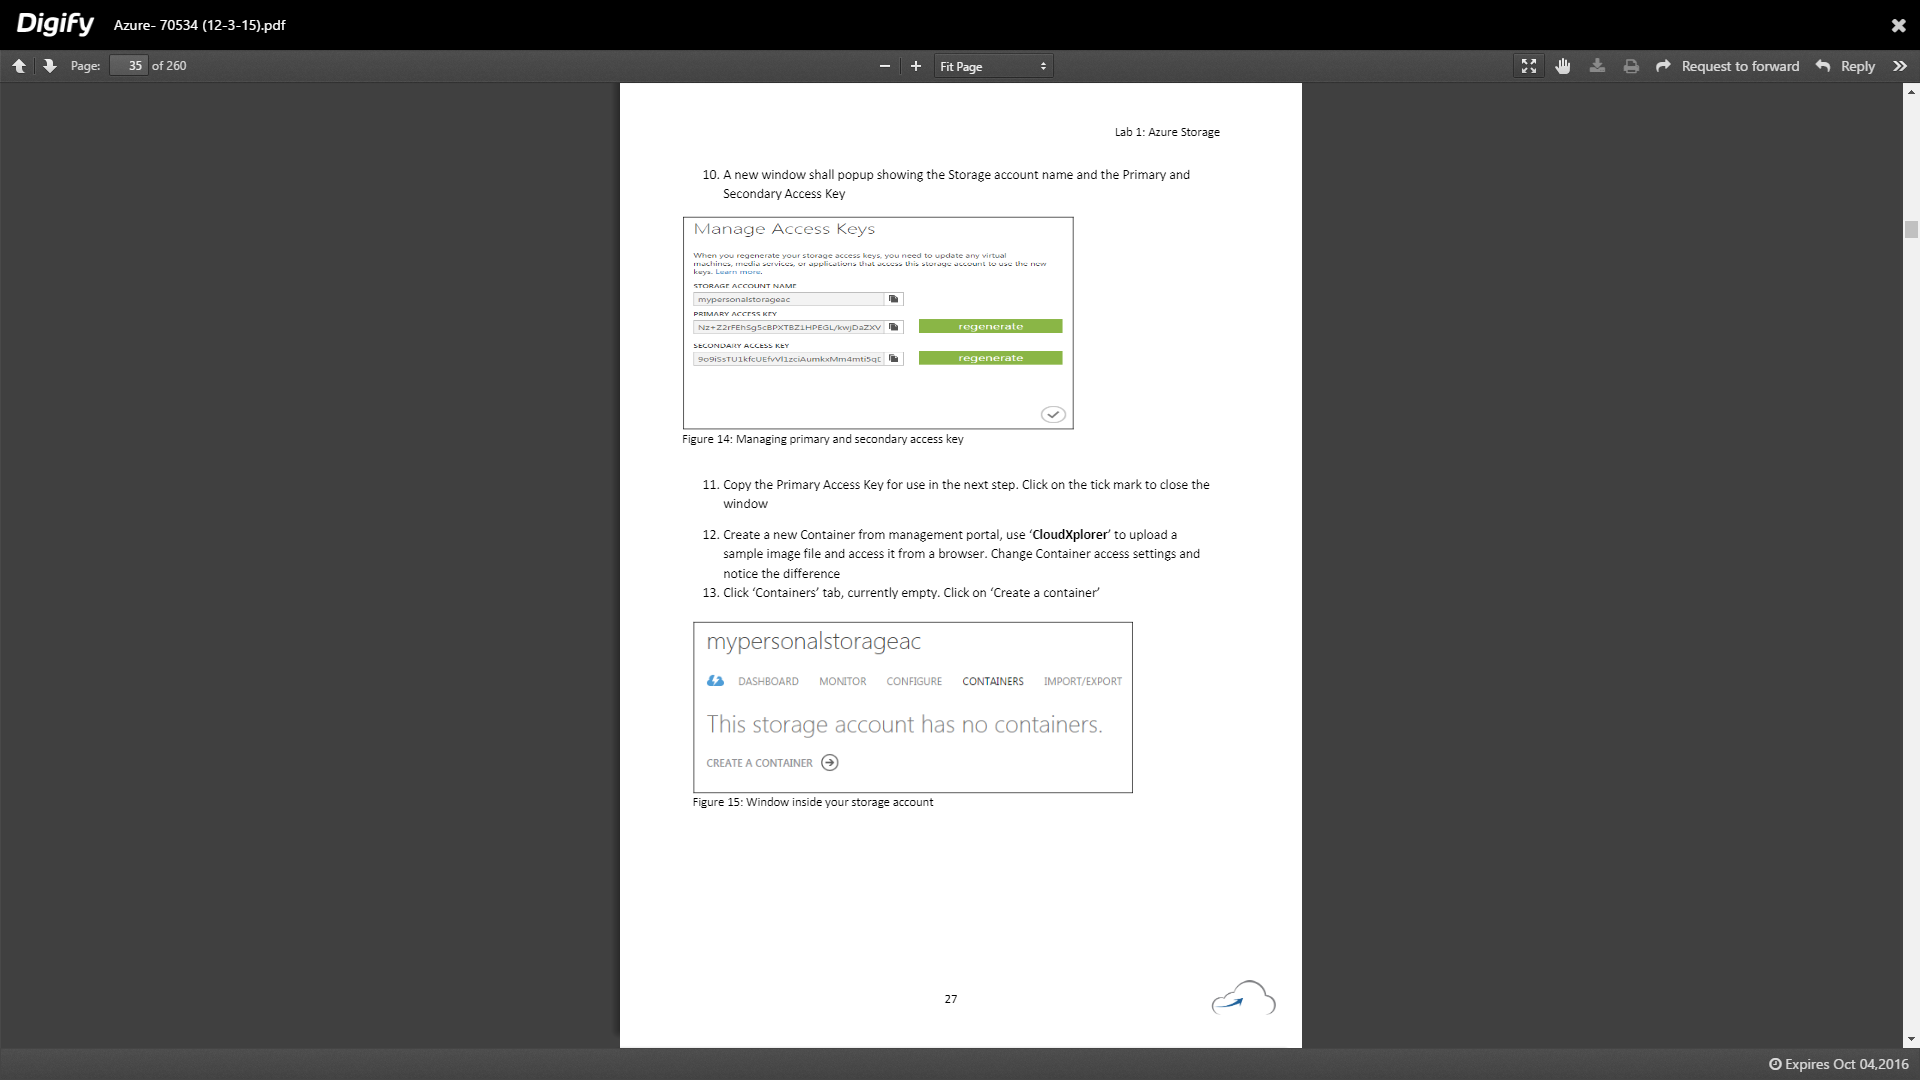 Digify Azure- 70534 (12-3-15).pdf
Page: 35 of 260 Fit Page Request to forward Reply
Lab 1: Azure Storage
10. A new window shall popup showing the Storage account name and the Primary and
Secondary Access Key
Manage Access Keys
When you regenerate your storage access keys, you need to update any virtual
machines, media services, or applications that access this storage account to use the new
keys. Learn more.
STORAGE ACCOUNT NAME
mypersonalstorageac
PRIMARY ACCESS KEY
regenerate
SECONDARY ACCESS KEY
regenerate
Figure 14: Managing primary and secondary access key
11. Copy the Primary Access Key for use in the next step. Click on the tick mark to close the
window
12. Create a new Container from management portal, use ‘CloudXplorer’ to upload a
sample image file and access it from a browser. Change Container access settings and
notice the difference
13. Click ‘Containers’ tab, currently empty. Click on ‘Create a container’
mypersonalstorageac
DASHBOARD MONITOR CONFIGURE CONTAINERS IMPORT/EXPORT
This storage account has no containers.
CREATE A CONTAINER
Figure 15: Window inside your storage account
27
Expires Oct 04,2016